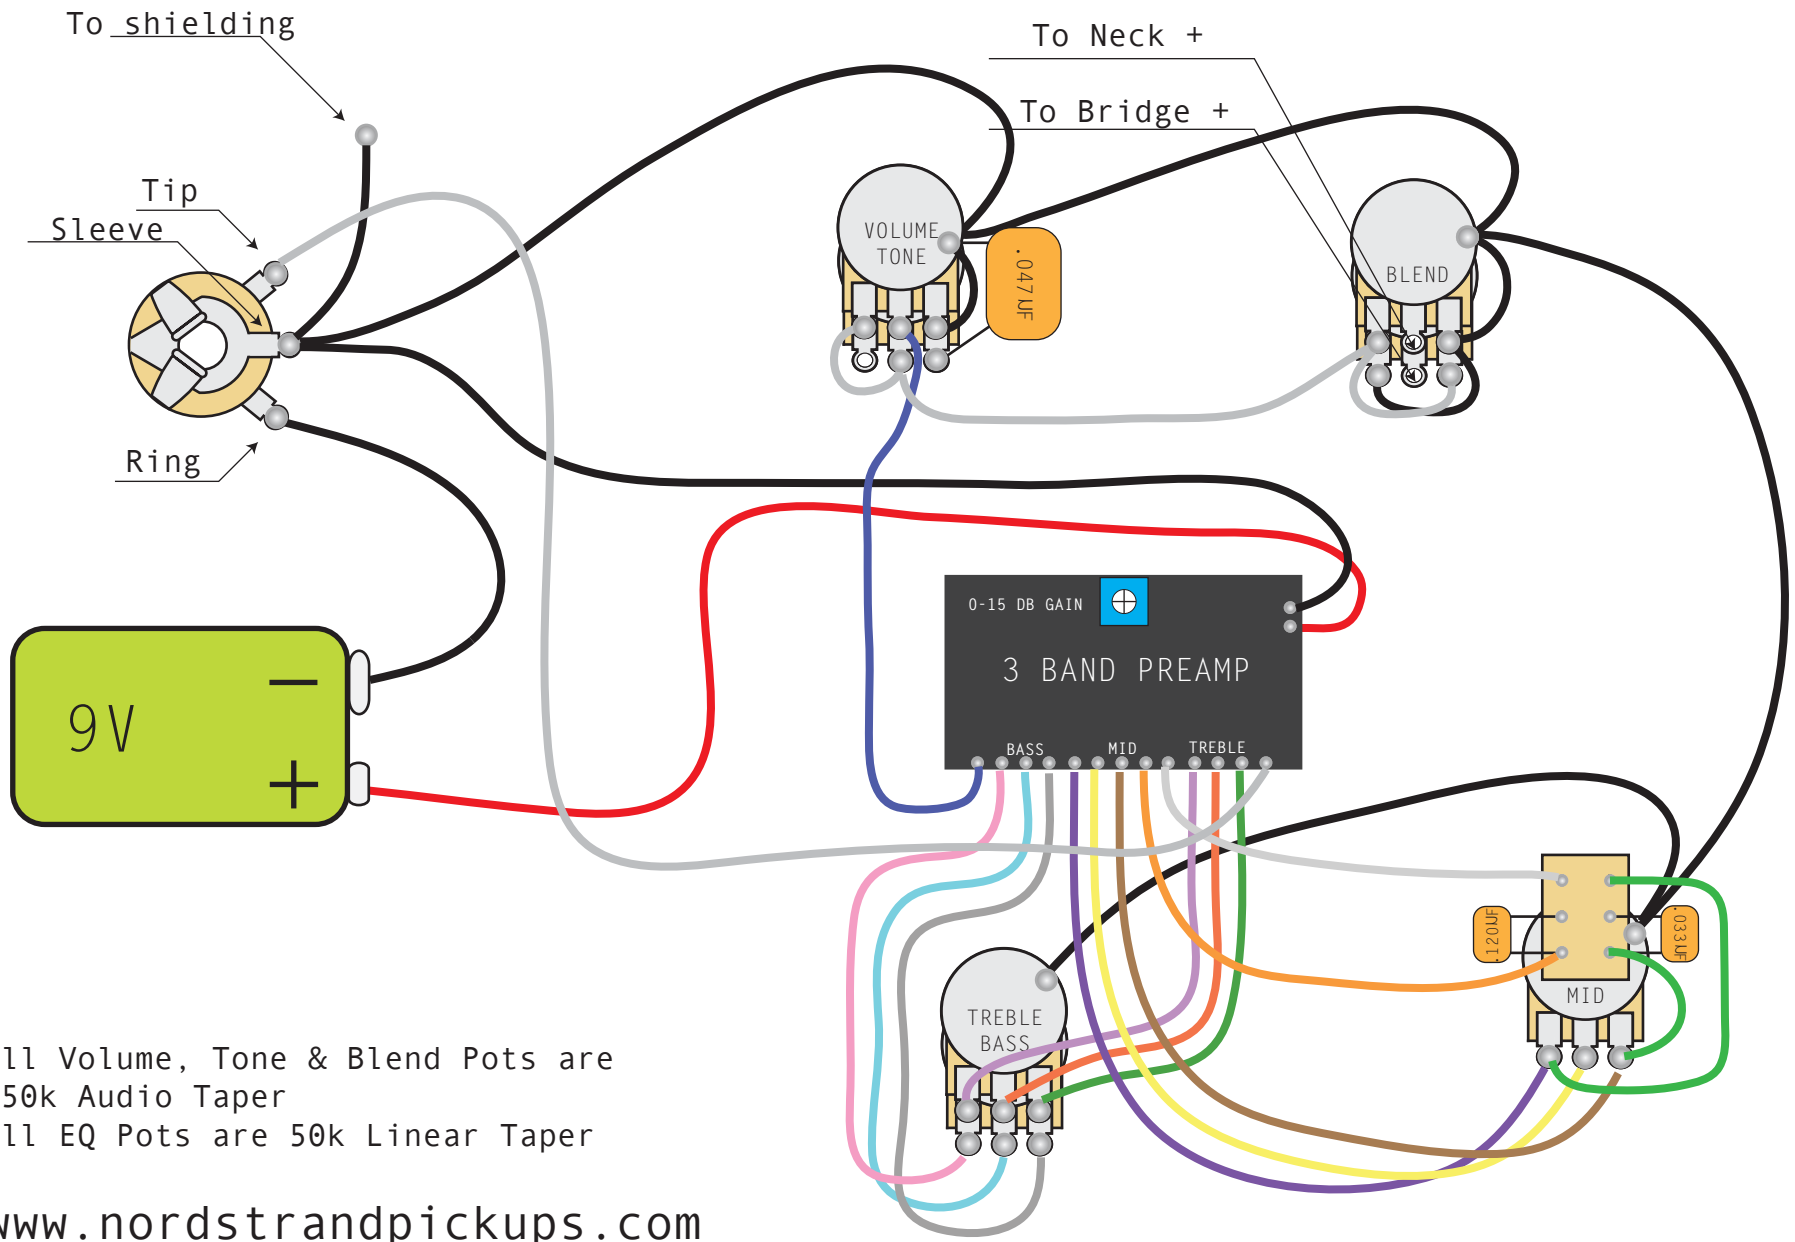 To shielding
To Neck +
To Bridge +
Tip
Sleeve
VOLUME
TONE
.047UF
BLEND
Ring
0-15 DB GAIN
3 BAND PREAMP
9V
BASS MID TREBLE
.120UF
.033UF
MID
TREBLE
BASS
ll Volume, Tone & Blend Pots are
50k Audio Taper
ll EQ Pots are 50k Linear Taper
www.nordstrandpickups.com